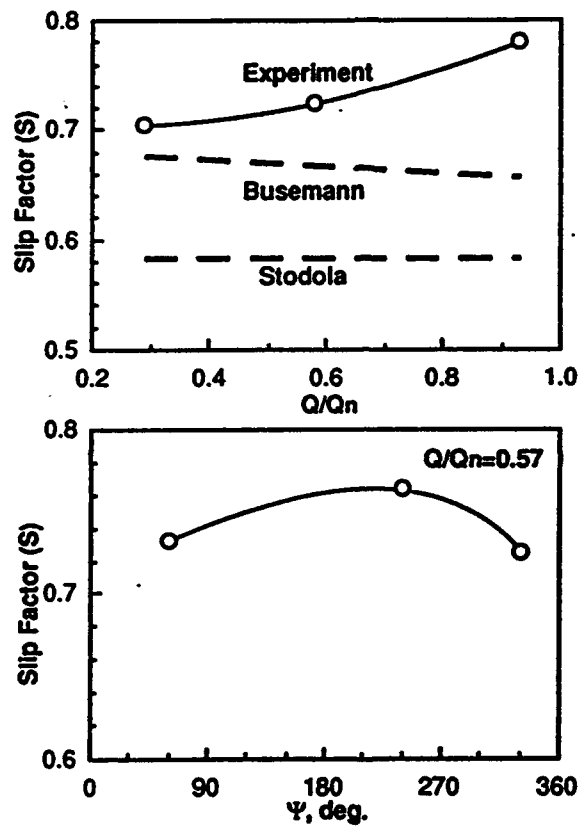 0.8
Experiment
0.7
Busemann
0.6
Stodola
0.5
Slip Factor (S)
0.2 0.4 0.6 0.8 1.0
Q/Qn
0.8
Q/Qn=0.57
0.7
0.6
Slip Factor (S)
0 90 180 270 360
Ψ, deg.